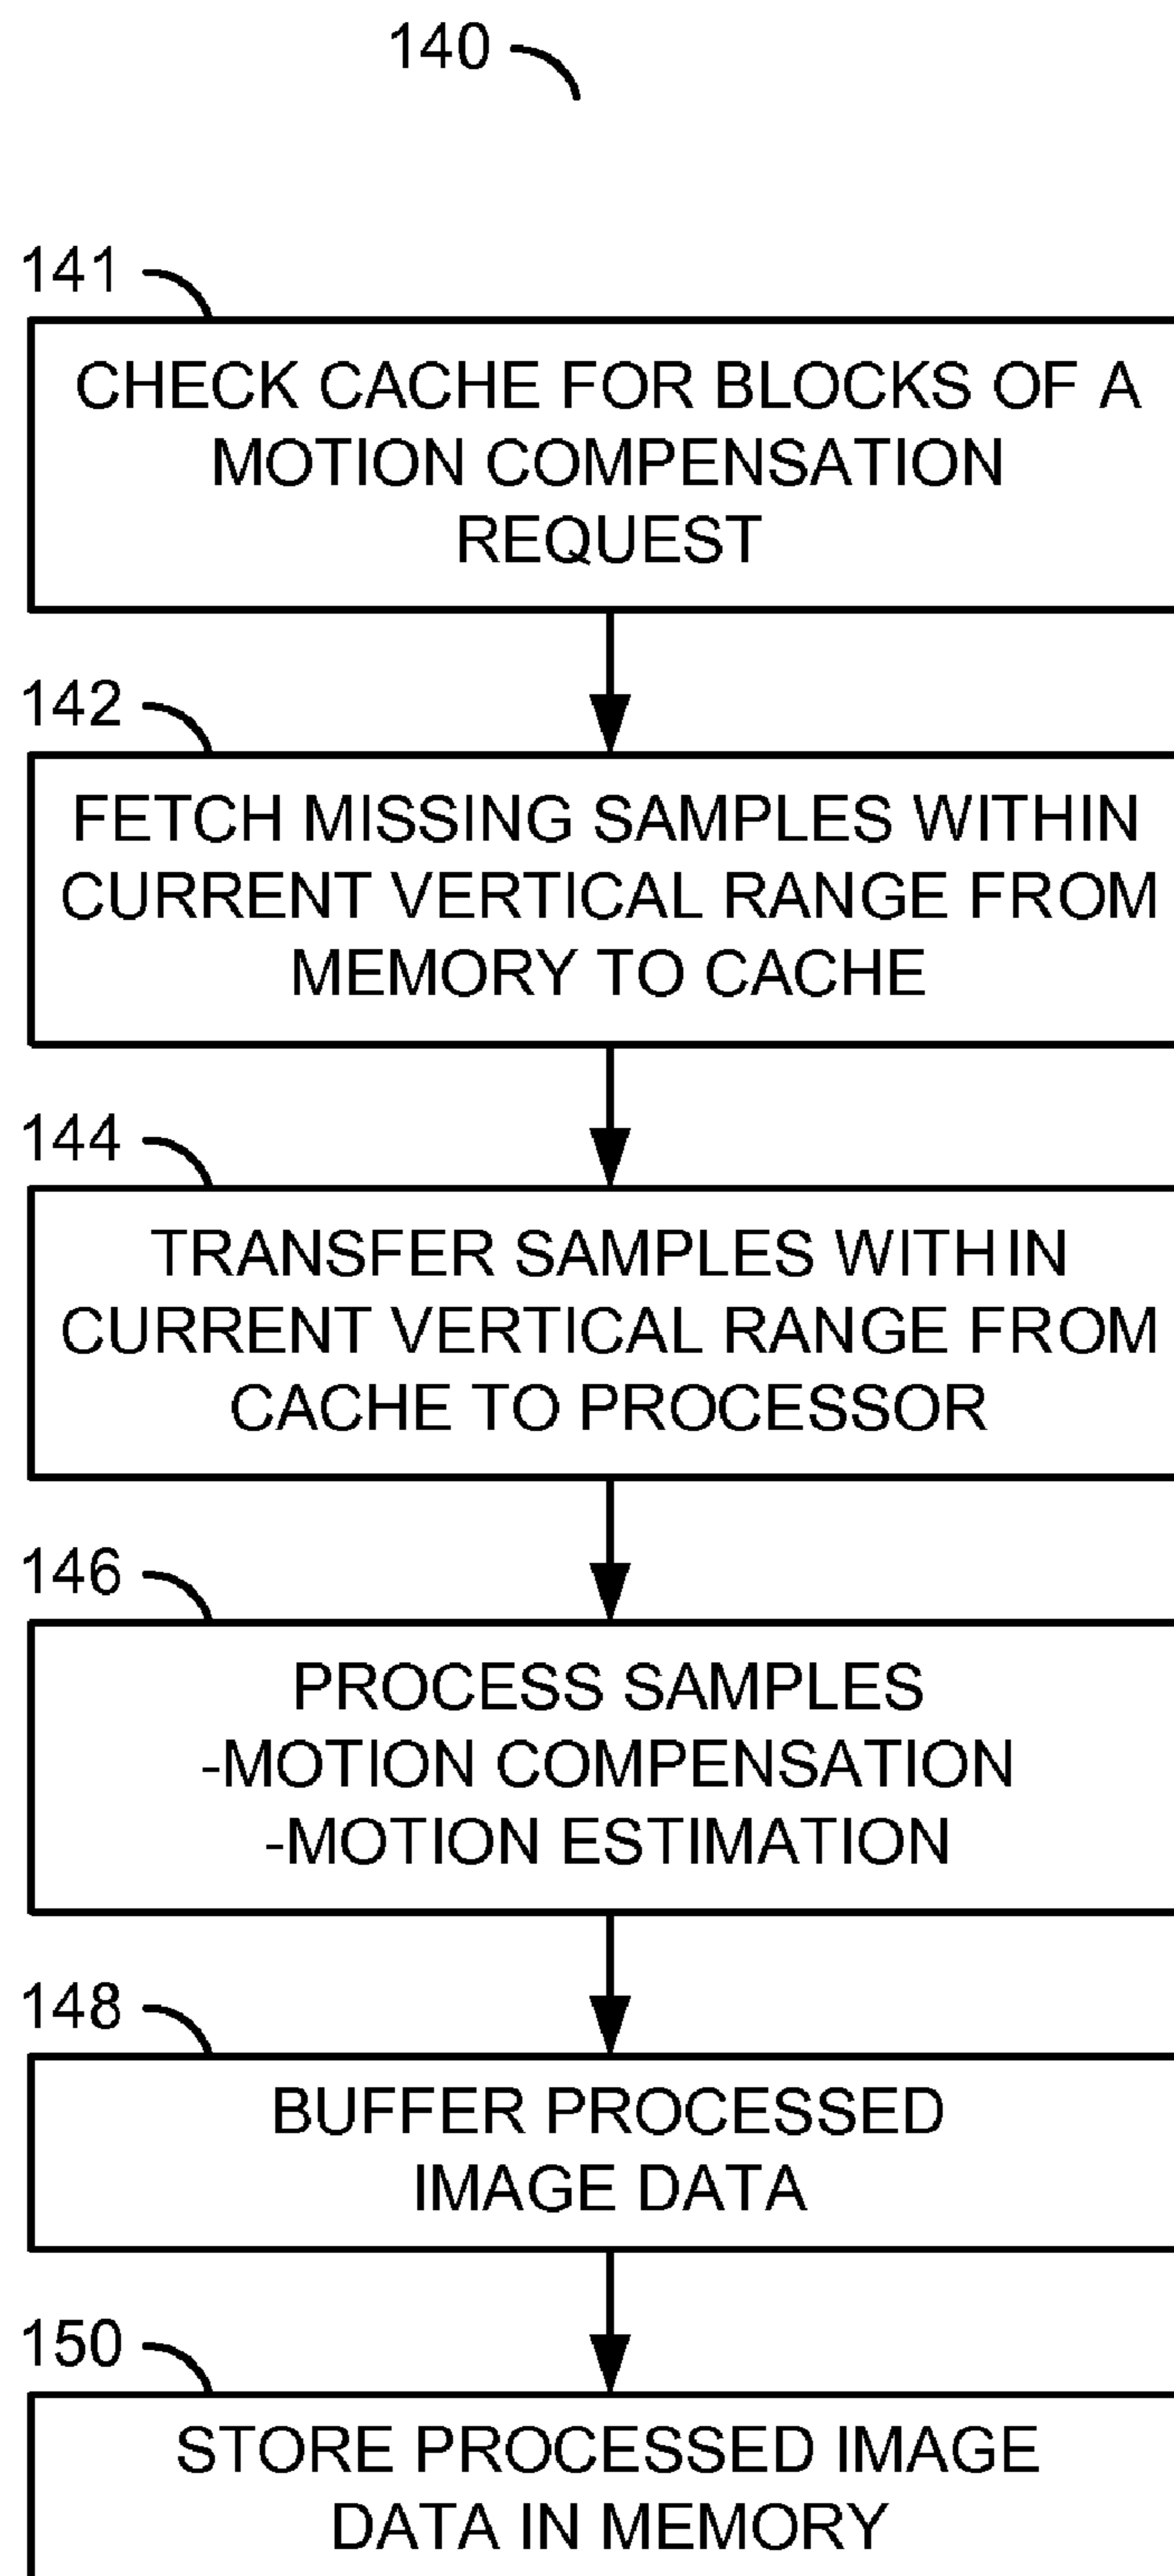 140
141
CHECK CACHE FOR BLOCKS OF A
MOTION COMPENSATION
REQUEST
142
FETCH MISSING SAMPLES WITHIN
CURRENT VERTICAL RANGE FROM
MEMORY TO CACHE
144
TRANSFER SAMPLES WITHIN
CURRENT VERTICAL RANGE FROM
CACHE TO PROCESSOR
146
PROCESS SAMPLES
-MOTION COMPENSATION
-MOTION ESTIMATION
148
BUFFER PROCESSED
IMAGE DATA
150
STORE PROCESSED IMAGE
DATA IN MEMORY